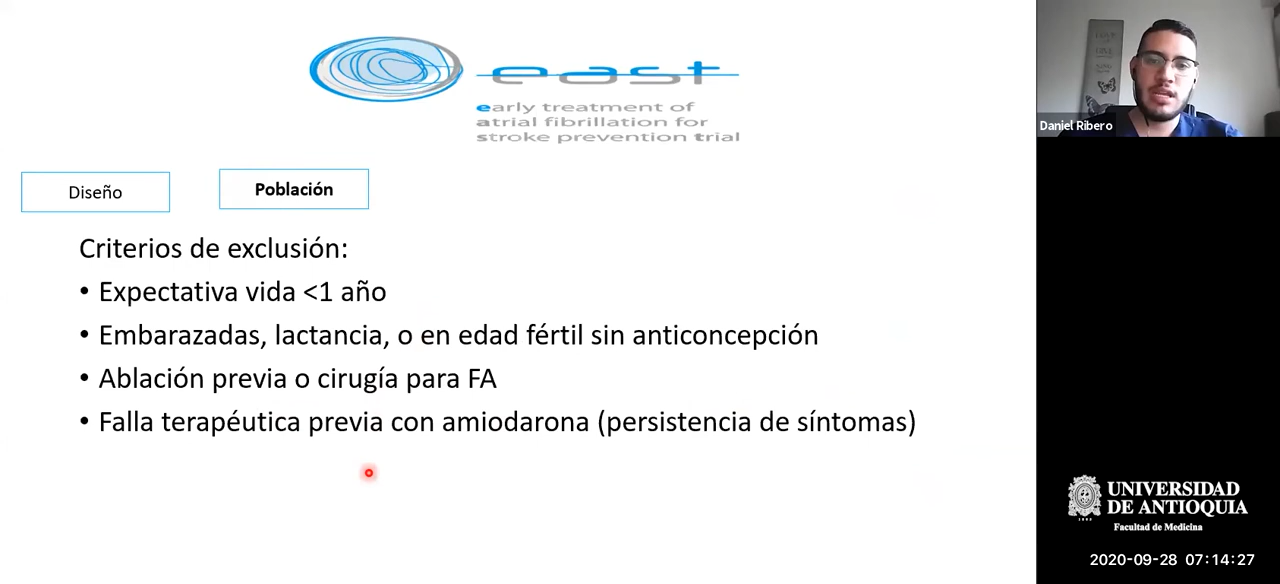 east
early treatment of
atrial fibrillation for
stroke prevention trial
Diseño
Población
Criterios de exclusión:
• Expectativa vida <1 año
• Embarazadas, lactancia, o en edad fértil sin anticoncepción
• Ablación previa o cirugía para FA
• Falla terapéutica previa con amiodarona (persistencia de síntomas)
Daniel Ribero
UNIVERSIDAD
DE ANTIOQUIA
Facultad de Medicina
2020-09-28 07:14:27